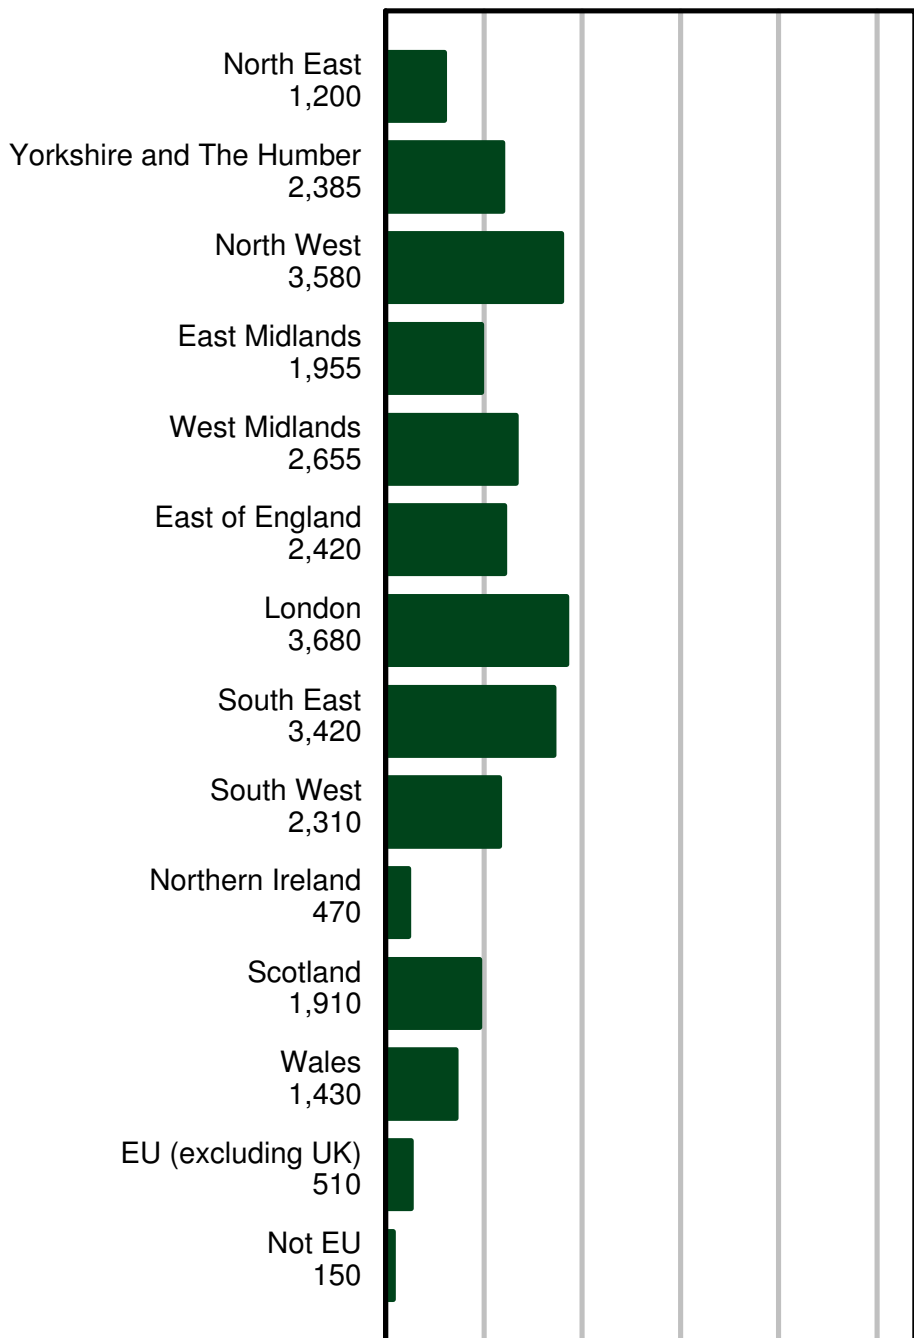 North East
1,200
Yorkshire and The Humber
2,385
North West
3,580
East Midlands
1,955
West Midlands
2,655
East of England
2,420
London
3,680
South East
3,420
South West
2,310
Northern Ireland
470
Scotland
1,910
Wales
1,430
EU (excluding UK)
510
Not EU
150